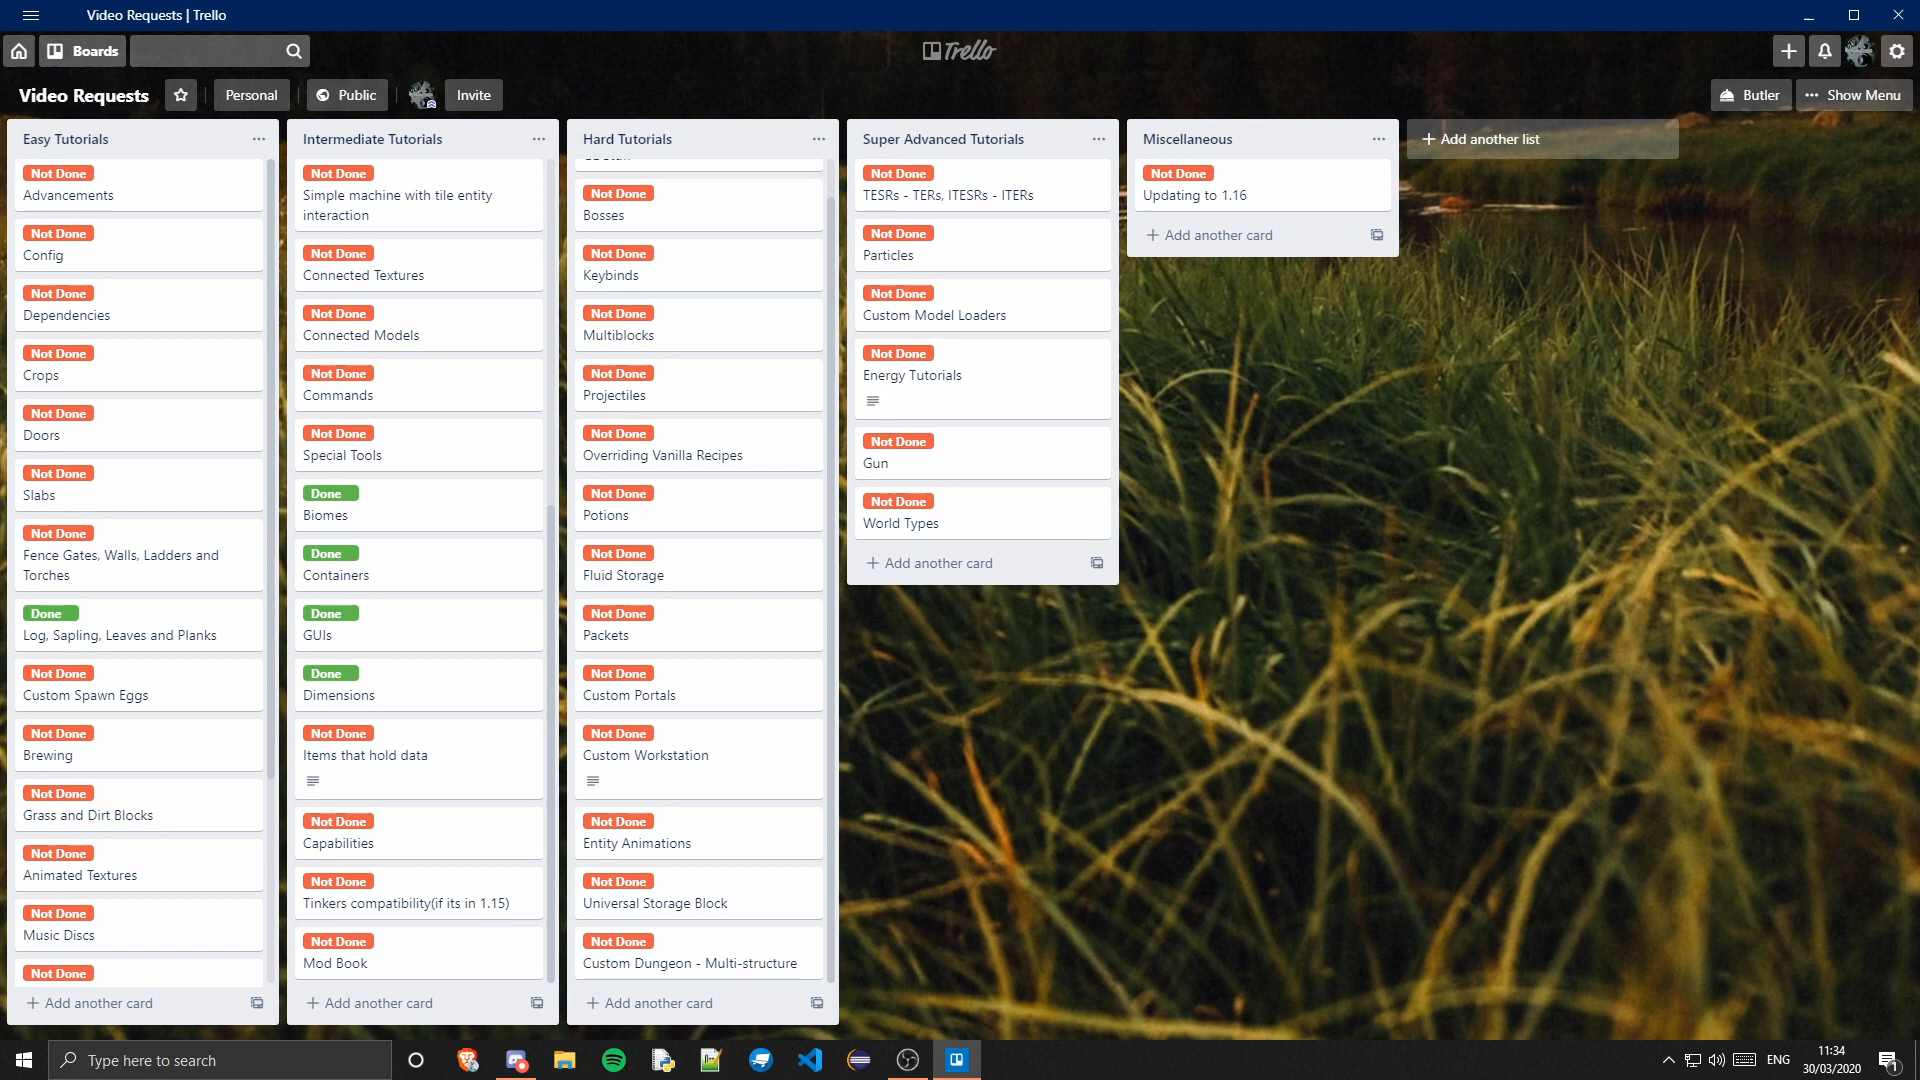 Video Requests | Trello
Boards
Trello
Video Requests
Personal
Public
Invite
Butler
Show Menu
Easy Tutorials
Not Done
Advancements
Not Done
Config
Not Done
Dependencies
Not Done
Crops
Not Done
Doors
Not Done
Slabs
Not Done
Fence Gates, Walls, Ladders and
Torches
Done
Log, Sapling, Leaves and Planks
Not Done
Custom Spawn Eggs
Not Done
Brewing
Not Done
Grass and Dirt Blocks
Not Done
Animated Textures
Not Done
Music Discs
Not Done
Add another card
Intermediate Tutorials
Not Done
Simple machine with tile entity
interaction
Not Done
Connected Textures
Not Done
Connected Models
Not Done
Commands
Not Done
Special Tools
Done
Biomes
Done
Containers
Done
GUIs
Done
Dimensions
Not Done
Items that hold data
Not Done
Capabilities
Not Done
Tinkers compatibility(if its in 1.15)
Not Done
Mod Book
Add another card
Hard Tutorials
Not Done
Bosses
Not Done
Keybinds
Not Done
Multiblocks
Not Done
Projectiles
Not Done
Overriding Vanilla Recipes
Not Done
Potions
Not Done
Fluid Storage
Not Done
Packets
Not Done
Custom Portals
Not Done
Custom Workstation
Not Done
Entity Animations
Not Done
Universal Storage Block
Not Done
Custom Dungeon - Multi-structure
Add another card
Super Advanced Tutorials
Not Done
TESRs - TERs, ITESRs - ITERs
Not Done
Particles
Not Done
Custom Model Loaders
Not Done
Energy Tutorials
Not Done
Gun
Not Done
World Types
Add another card
Miscellaneous
Not Done
Updating to 1.16
Add another card
Add another list
Type here to search
ENG
11:34
30/03/2020
1